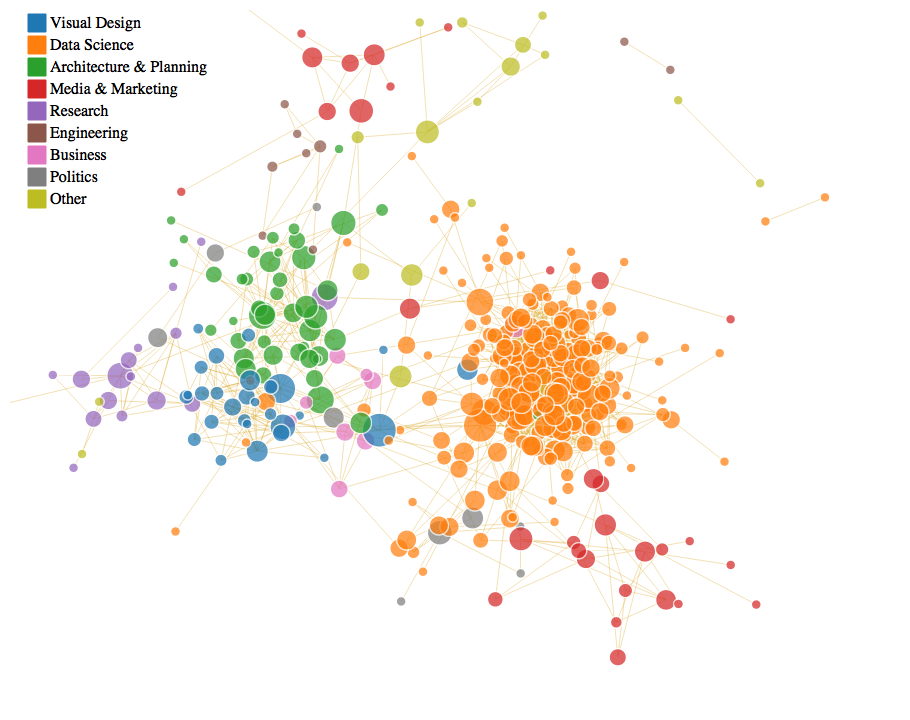 Visual Design
Data Science
Architecture & Planning
Media & Marketing
Research
Engineering
Business
Politics
Other